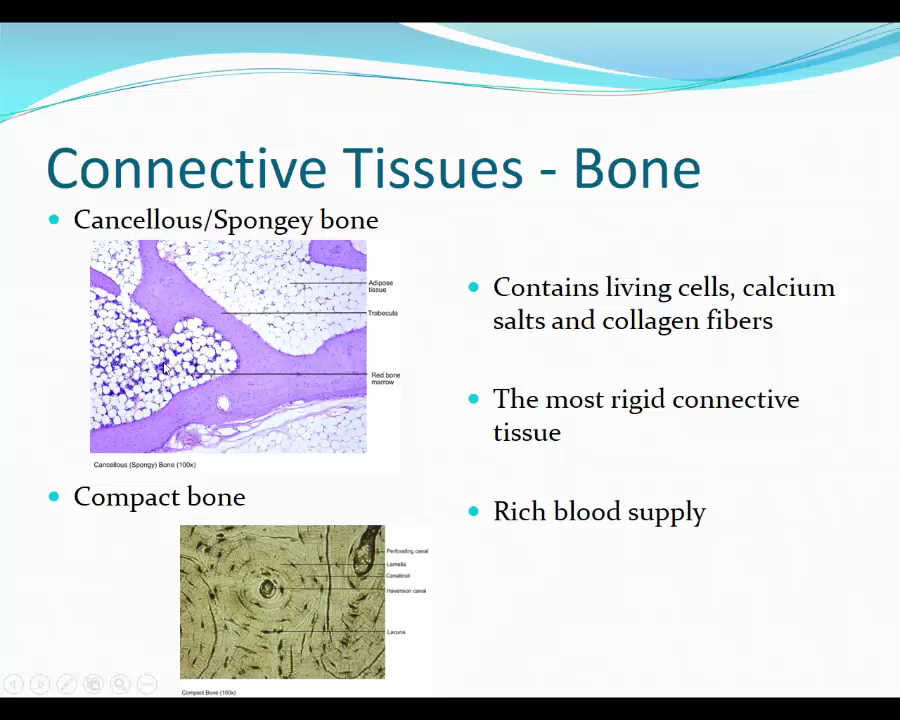 Connective Tissues - Bone
Cancellous/Spongey bone
Adipose
tissue
Trabecula
Red bone
marrow
Cancellous (Spongy) Bone (100x)
Compact bone
Perforating canal
Lamella
Canaliculi
Haversion canal
Lacuna
Compact Bone (100x)
Contains living cells, calcium
salts and collagen fibers
The most rigid connective
tissue
Rich blood supply